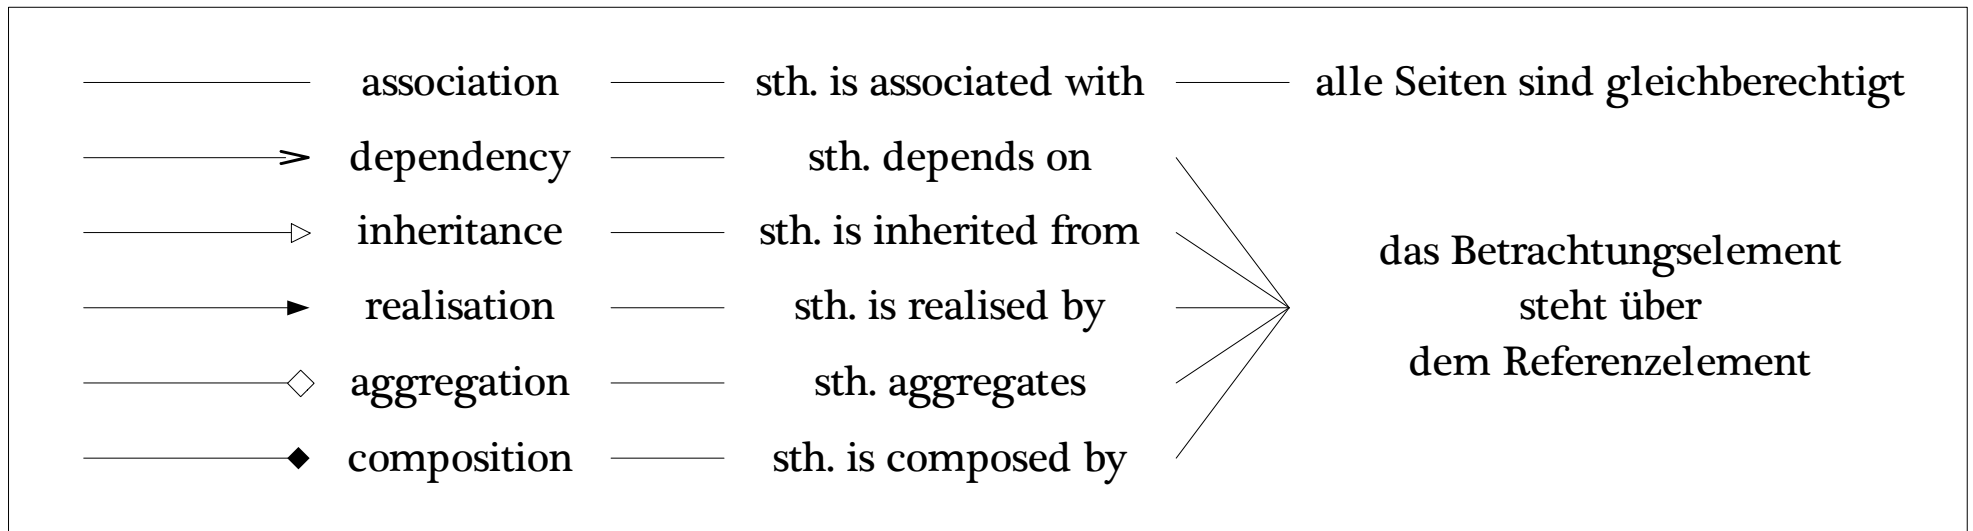 association sth. is associated with alle Seiten sind gleichberechtigt
dependency sth. depends on
inheritance sth. is inherited from
das Betrachtungselement
realisation sth. is realised by steht über
dem Referenzelement
aggregation sth. aggregates
composition sth. is composed by